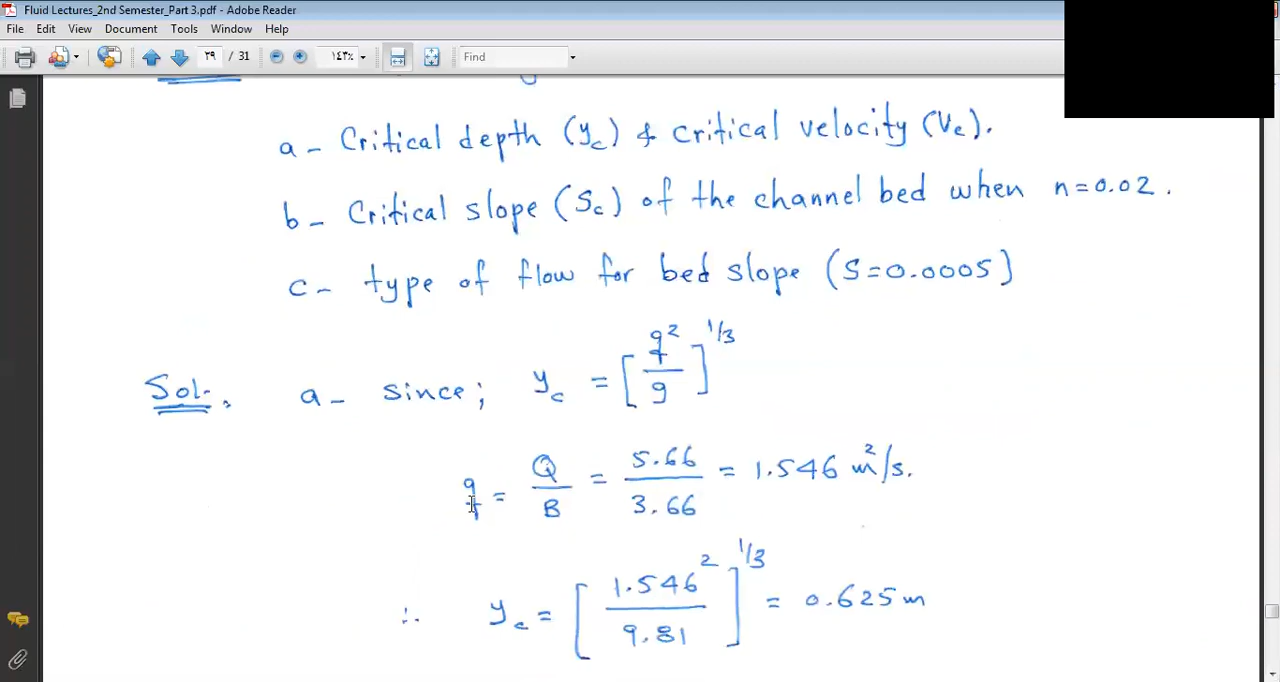 Fluid Lectures_2nd Semester_Part 3.pdf - Adobe Reader
File Edit View Document Tools Window Help
٢٩ / 31 ١٤٣% Find
a - Critical depth (yc) & critical velocity (Vc).
b - Critical slope (Sc) of the channel bed when n=0.02.
c - type of flow for bed slope (S=0.0005)
Sol. a - since; yc = [q²/g]^1/3
q = Q/B = 5.66/3.66 = 1.546 m²/s.
∴ yc = [1.546²/9.81]^1/3 = 0.625m